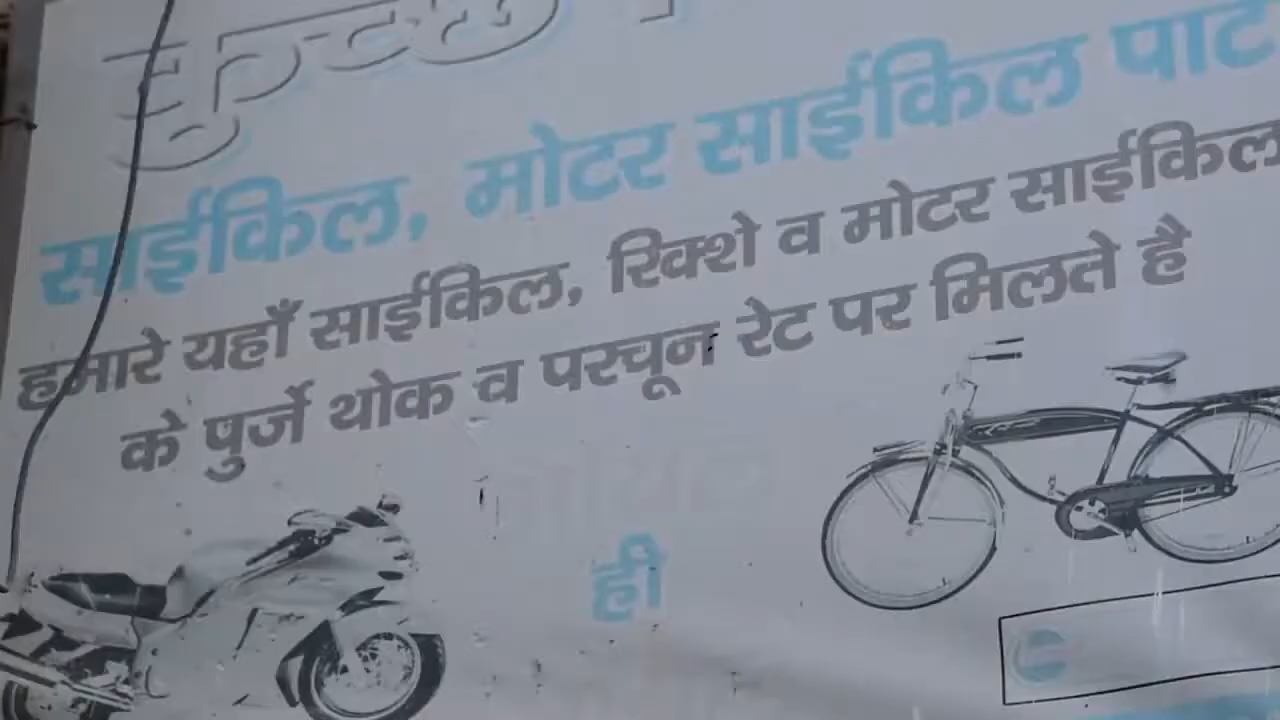 साईकिल, मोटर साईकिल पार्ट
हमारे यहाँ साईकिल, रिक्शे व मोटर साईकिल
के पुर्जे थोक व परचून रेट पर मिलते है
ही